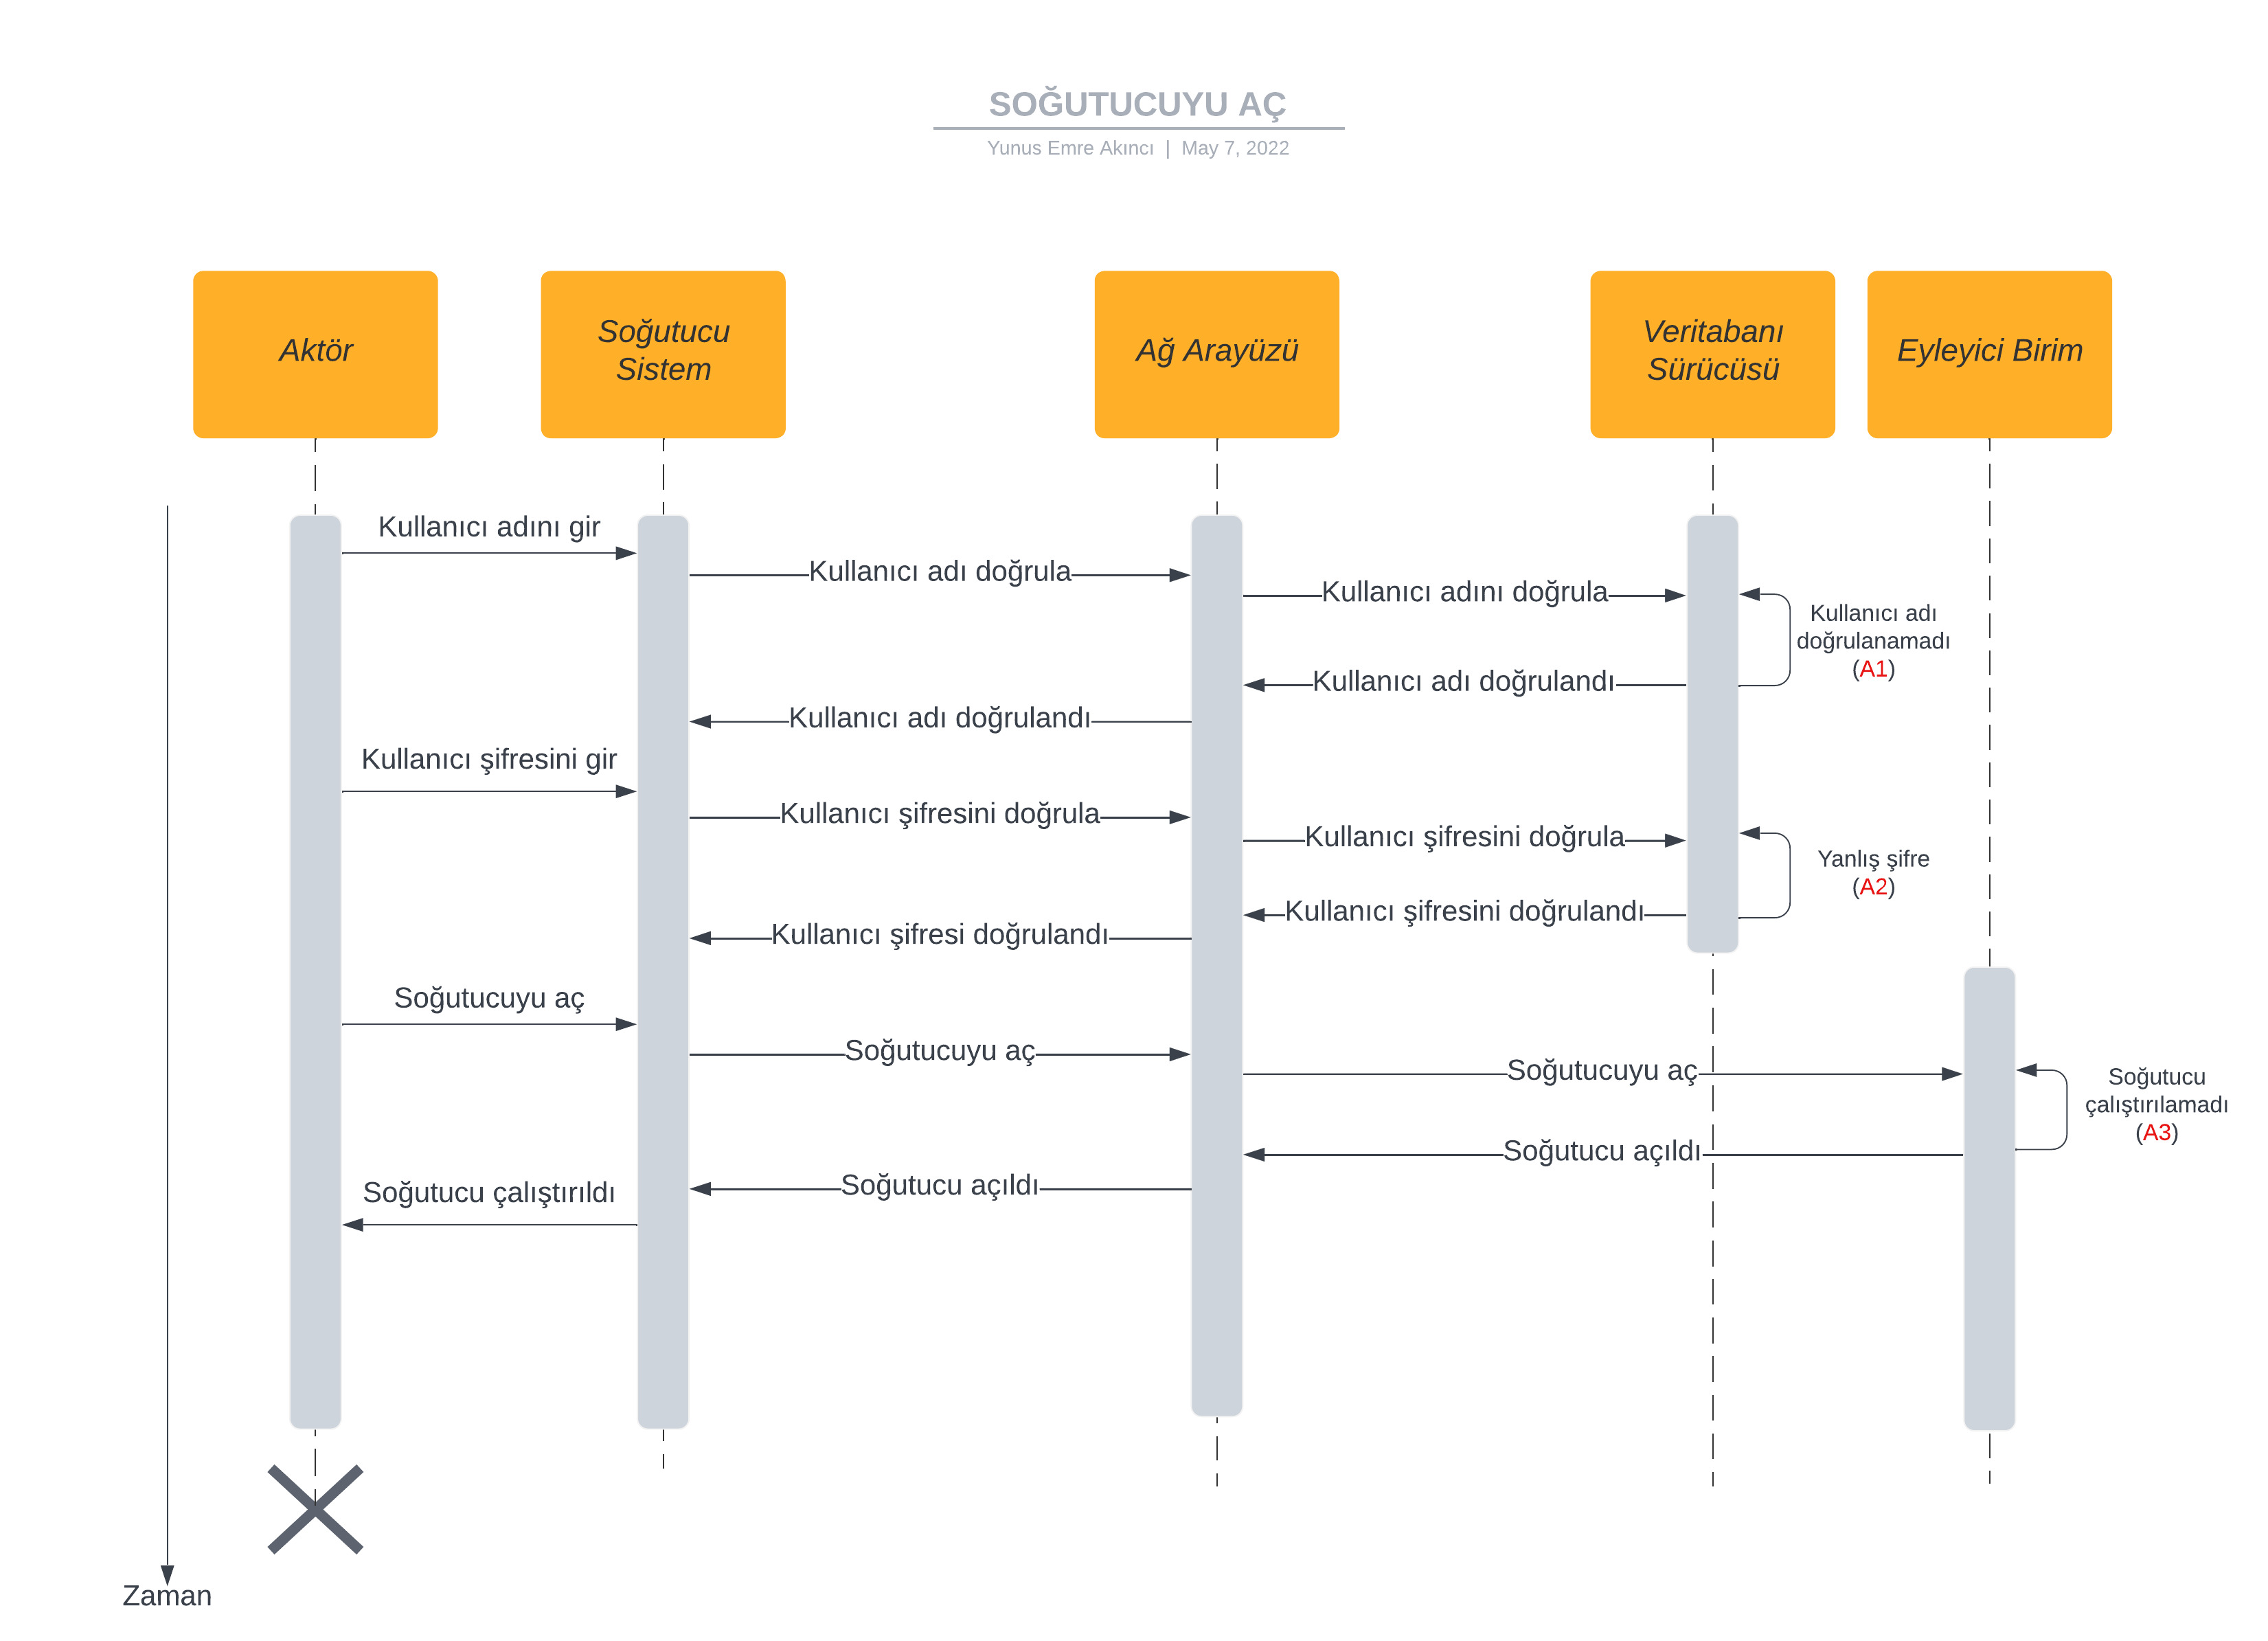 SOĞUTUCUYU AÇ
Yunus Emre Akıncı | May 7, 2022
Aktör
Soğutucu
Sistem
Ağ Arayüzü
Veritabanı
Sürücüsü
Eyleyici Birim
Kullanıcı adını gir
Kullanıcı adı doğrula
Kullanıcı adını doğrula
Kullanıcı adı
doğrulanamadı
(A1)
Kullanıcı adı doğrulandı
Kullanıcı adı doğrulandı
Kullanıcı şifresini gir
Kullanıcı şifresini doğrula
Kullanıcı şifresini doğrula
Yanlış şifre
(A2)
Kullanıcı şifresini doğrulandı
Kullanıcı şifresi doğrulandı
Soğutucuyu aç
Soğutucuyu aç
Soğutucuyu aç
Soğutucu
çalıştırılamadı
(A3)
Soğutucu açıldı
Soğutucu açıldı
Soğutucu çalıştırıldı
Zaman